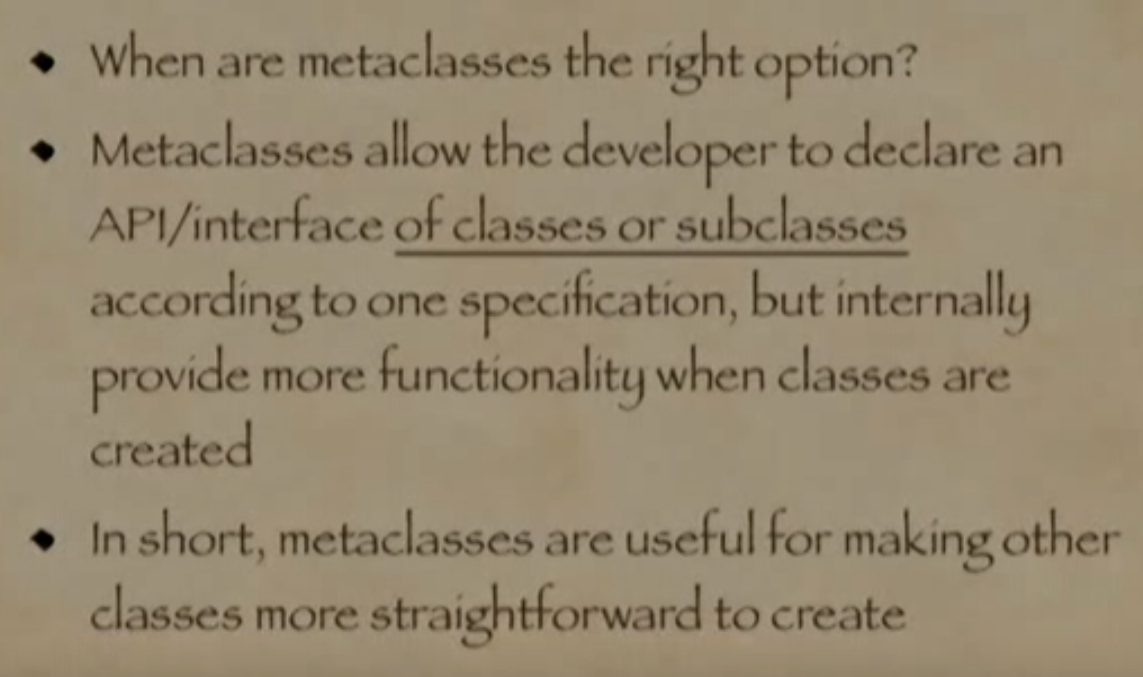 ◆ When are metaclasses the right option?
◆ Metaclasses allow the developer to declare an
API/interface of classes or subclasses
according to one specification, but internally
provide more functionality when classes are
created
◆ In short, metaclasses are useful for making other
classes more straightforward to create